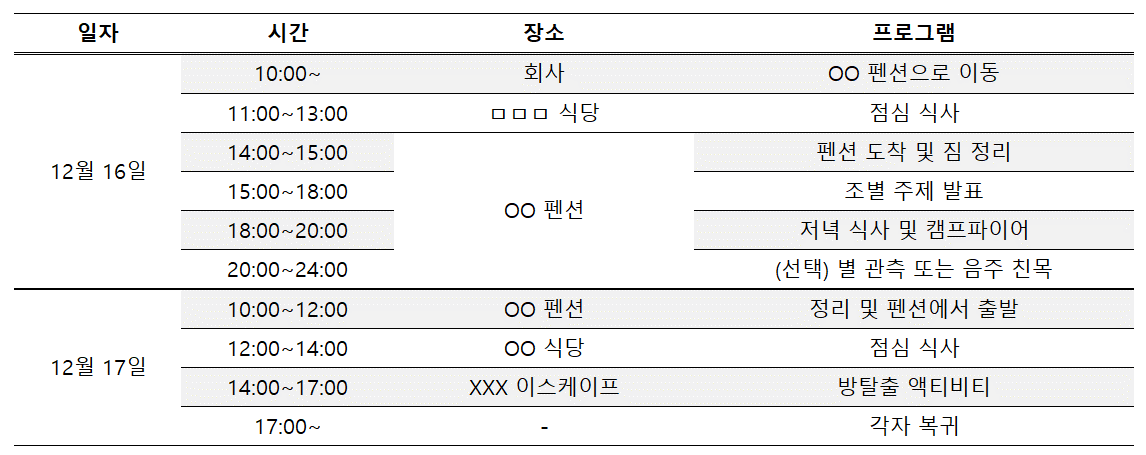 일자 시간 장소 프로그램
10:00~ 회사 OO 펜션으로 이동
11:00~13:00 ㅁㅁㅁ 식당 점심 식사
14:00~15:00 펜션 도착 및 짐 정리
12월 16일
15:00~18:00 조별 주제 발표
OO 펜션
18:00~20:00 저녁 식사 및 캠프파이어
20:00~24:00 (선택) 별 관측 또는 음주 친목
10:00~12:00 OO 펜션 정리 및 펜션에서 출발
12:00~14:00 OO 식당 점심 식사
12월 17일
14:00~17:00 XXX 이스케이프 방탈출 액티비티
17:00~ - 각자 복귀